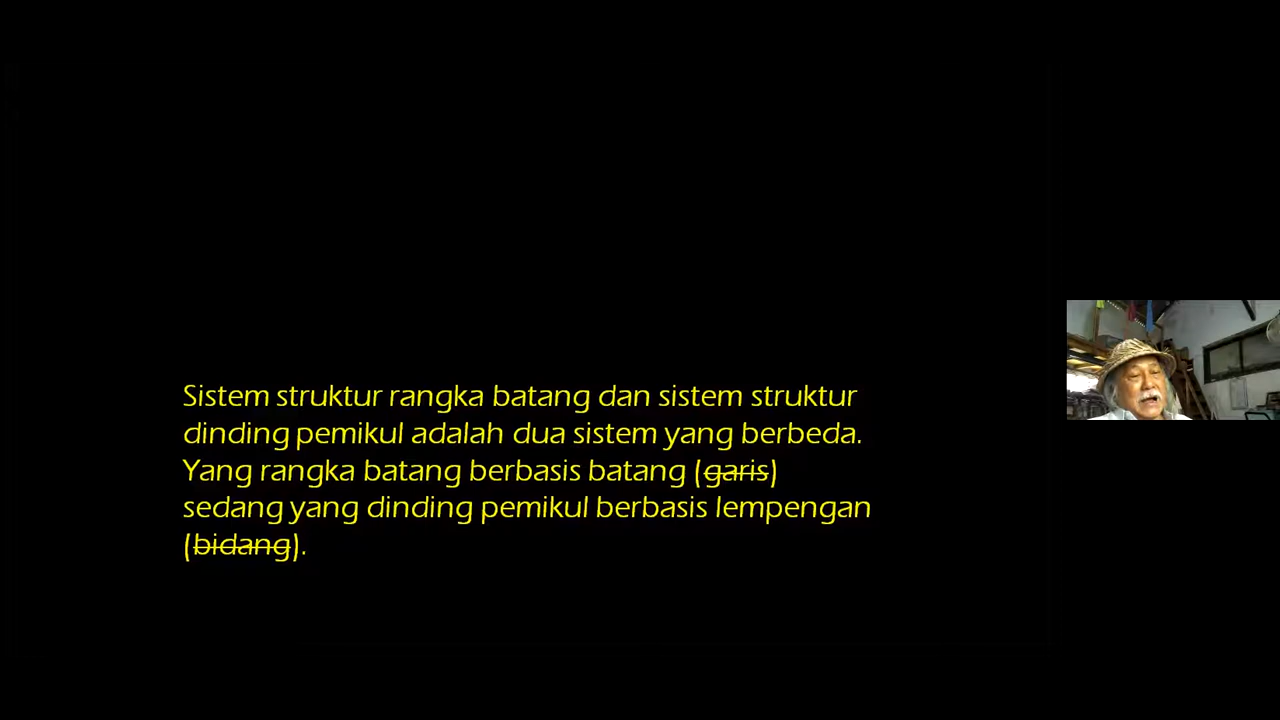 Sistem struktur rangka batang dan sistem struktur
dinding pemikul adalah dua sistem yang berbeda.
Yang rangka batang berbasis batang (garis)
sedang yang dinding pemikul berbasis lempengan
(bidang).